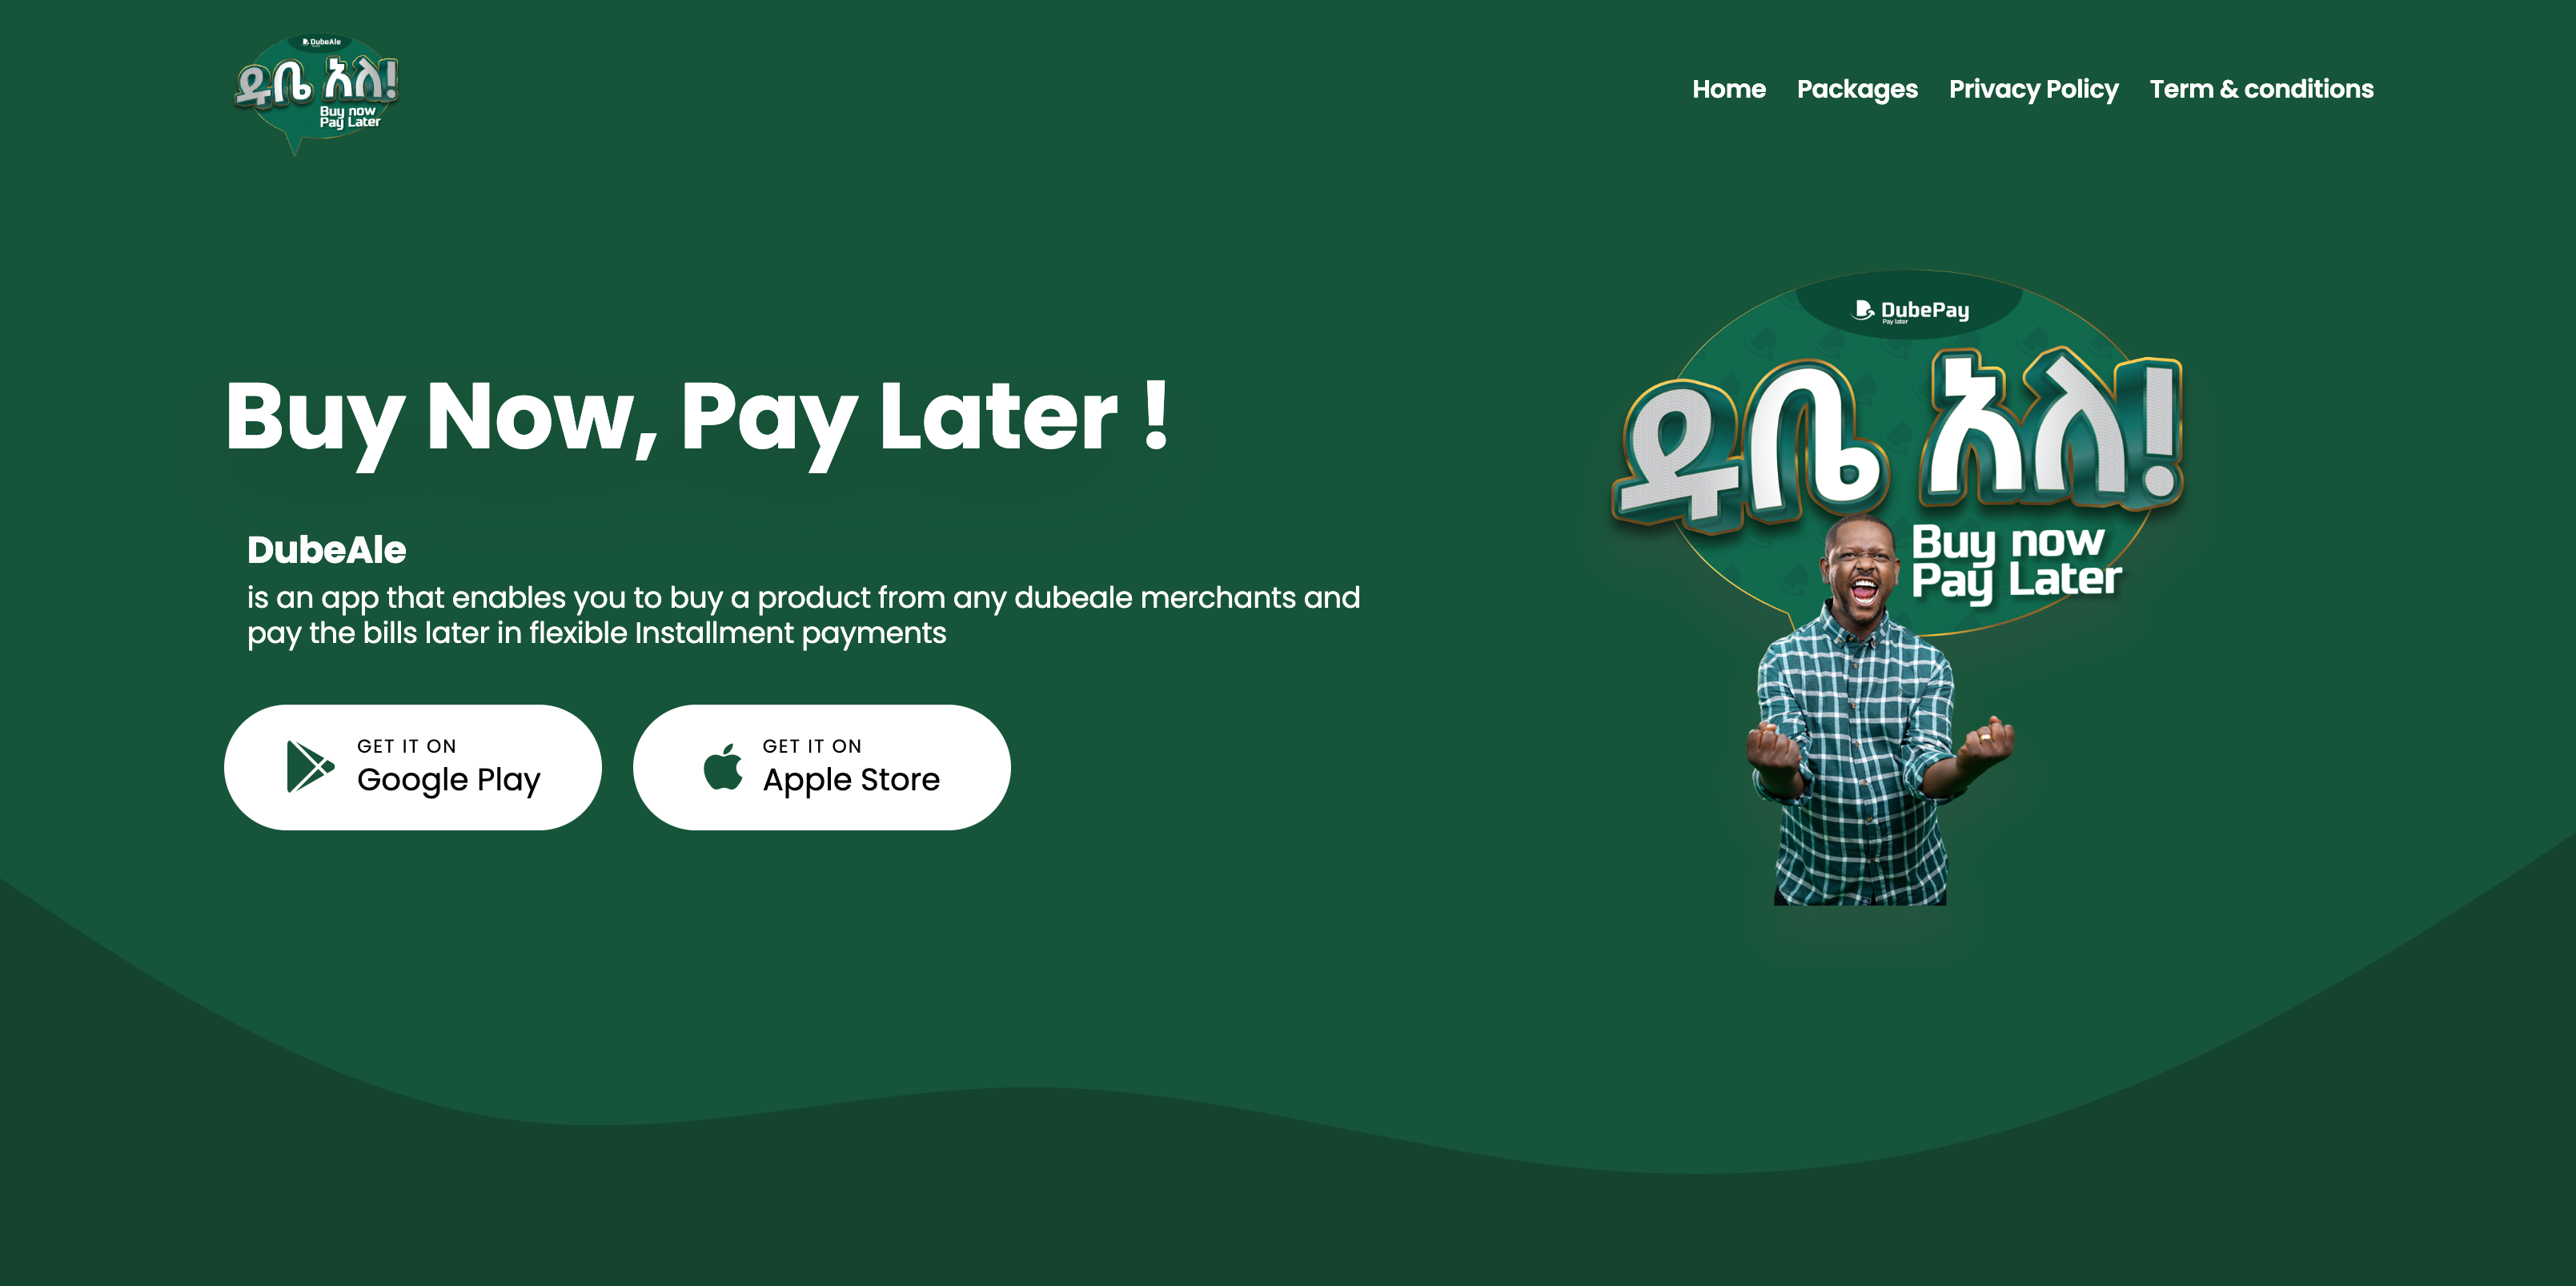 DubeAle
ዱቤ አለ!
Buy now
Pay Later
Home Packages Privacy Policy Term & conditions
Buy Now, Pay Later !
DubeAle
is an app that enables you to buy a product from any dubeale merchants and
pay the bills later in flexible Installment payments
GET IT ON
Google Play
GET IT ON
Apple Store
DubePay
Pay later
ዱቤ አለ!
Buy now
Pay Later